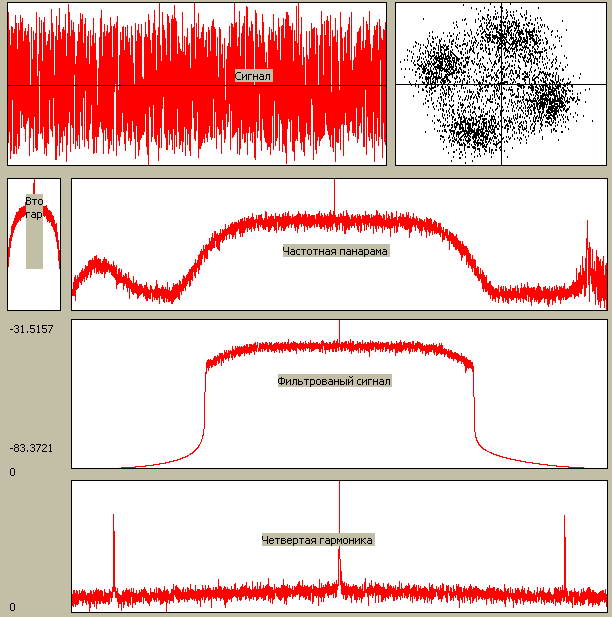 Сигнал
Вто
гар
Частотная панарама
-31.5157
Фильтрованый сигнал
-83.3721
0
Четвертая гармоника
0